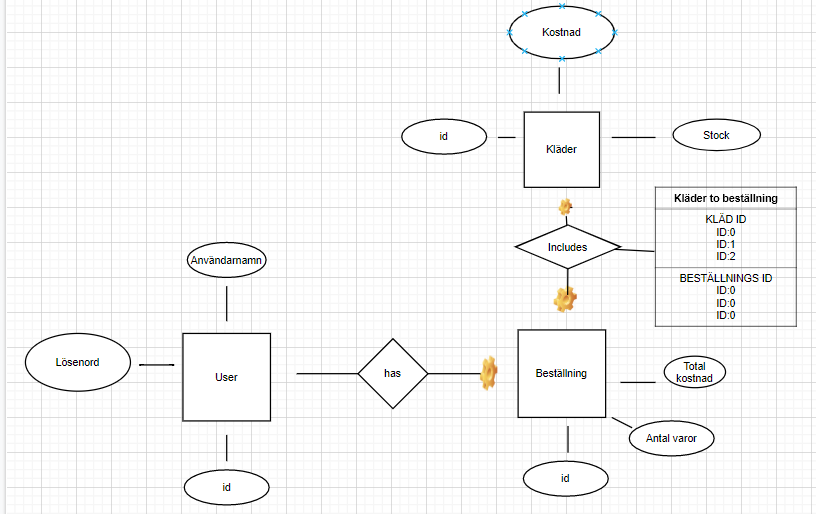 Kostnad
id
Kläder
Stock
Kläder to beställning
KLÄD ID
ID:0
ID:1
ID:2
BESTÄLLNINGS ID
ID:0
ID:0
ID:0
Includes
Användarnamn
Lösenord
User
has
Beställning
Total
kostnad
Antal varor
id
id